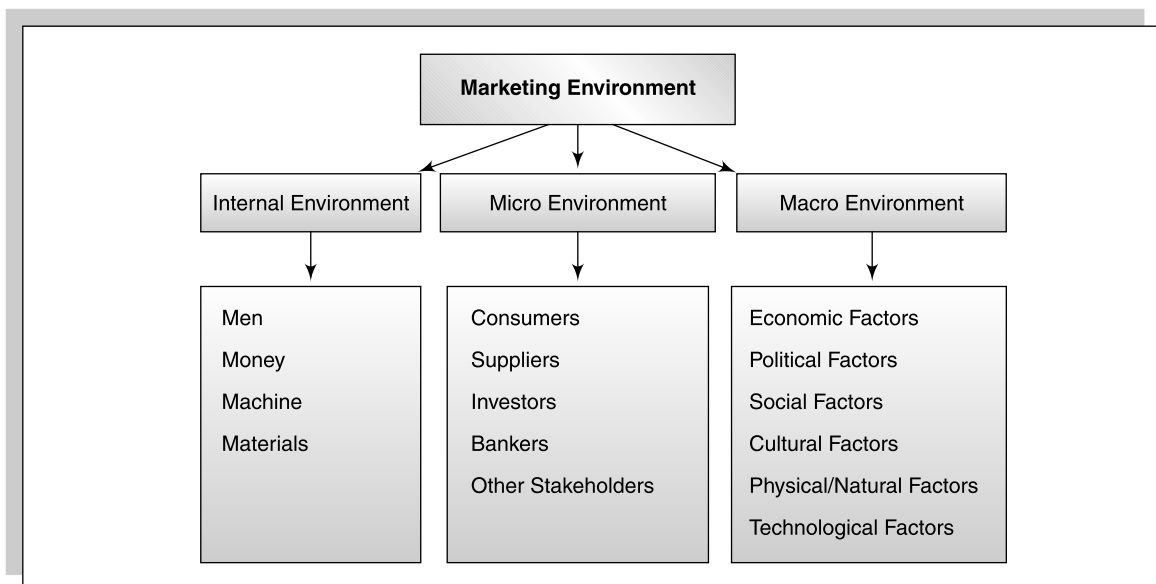 Marketing Environment
Internal Environment
Micro Environment
Macro Environment
Men
Money
Machine
Materials
Consumers
Suppliers
Investors
Bankers
Other Stakeholders
Economic Factors
Political Factors
Social Factors
Cultural Factors
Physical/Natural Factors
Technological Factors